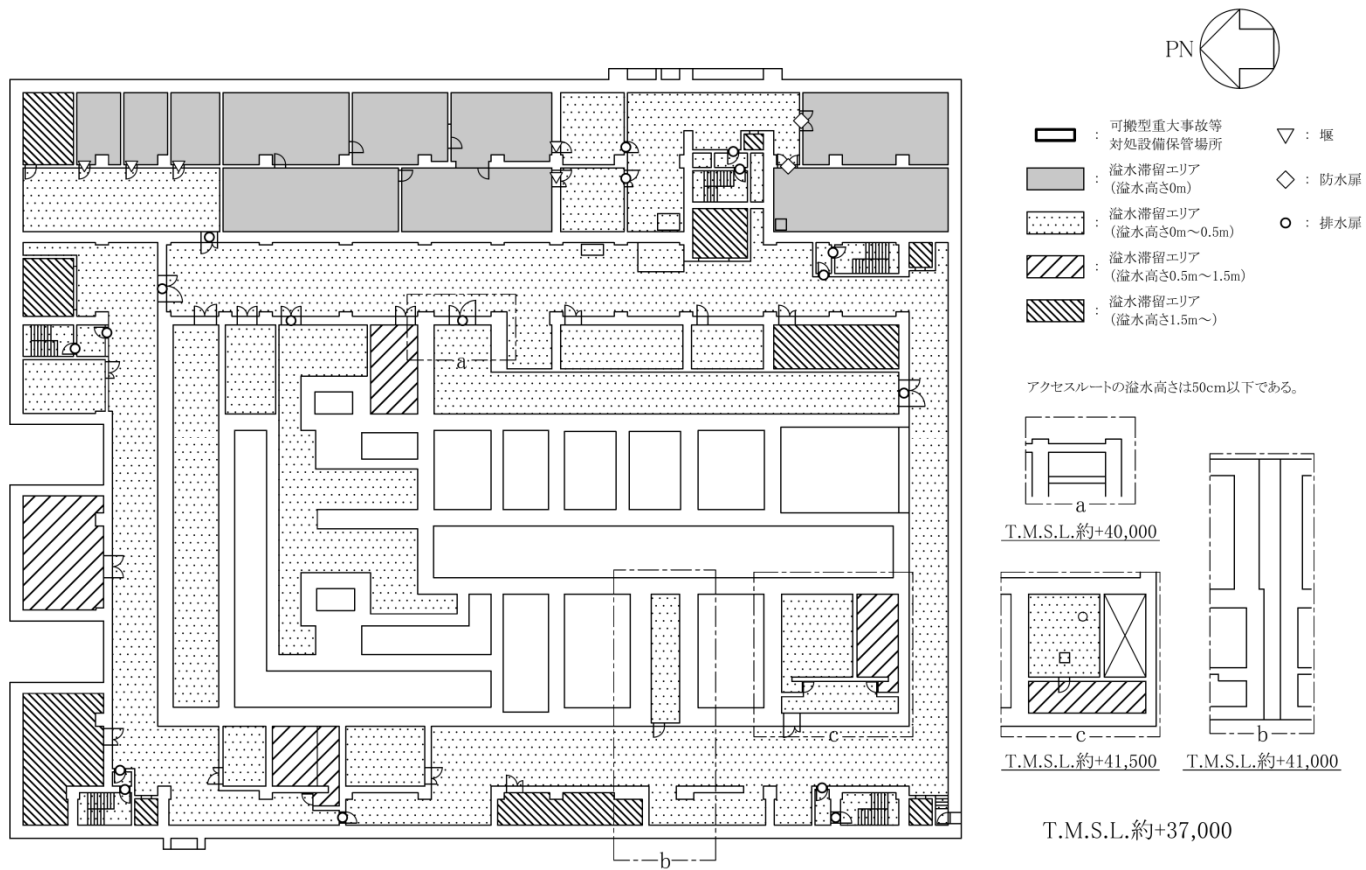 PN
: 可搬型重大事故等
対処設備保管場所
: 溢水滞留エリア
(溢水高さ0m)
: 溢水滞留エリア
(溢水高さ0m～0.5m)
: 溢水滞留エリア
(溢水高さ0.5m～1.5m)
: 溢水滞留エリア
(溢水高さ1.5m～)
: 堰
: 防水扉
: 排水扉
アクセスルートの溢水高さは50cm以下である。
a
a
T.M.S.L.約+40,000
c
c
T.M.S.L.約+41,500
b
b
T.M.S.L.約+41,000
T.M.S.L.約+37,000